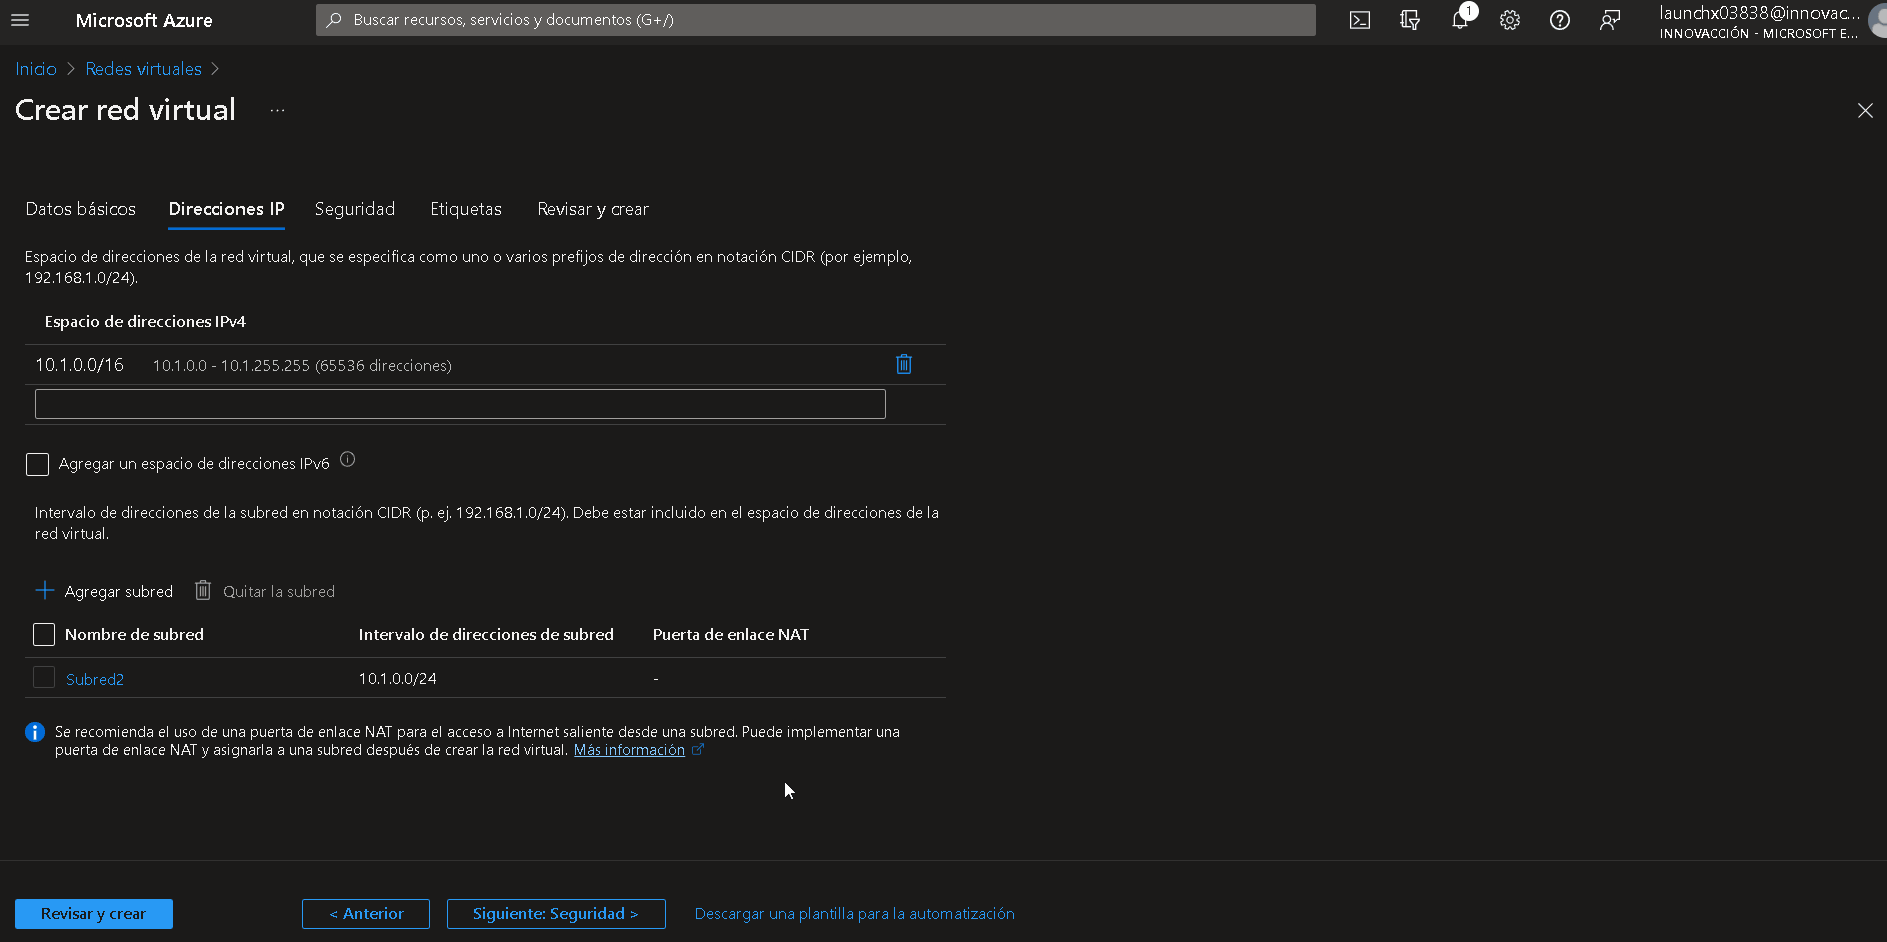 Microsoft Azure
Buscar recursos, servicios y documentos (G+/)
1
launchx03838@innovac...
INNOVACCIÓN - MICROSOFT E...
Inicio > Redes virtuales >
Crear red virtual ...
Datos básicos Direcciones IP Seguridad Etiquetas Revisar y crear
Espacio de direcciones de la red virtual, que se especifica como uno o varios prefijos de dirección en notación CIDR (por ejemplo,
192.168.1.0/24).
Espacio de direcciones IPv4
10.1.0.0/16 10.1.0.0 - 10.1.255.255 (65536 direcciones)
Agregar un espacio de direcciones IPv6
Intervalo de direcciones de la subred en notación CIDR (p. ej. 192.168.1.0/24). Debe estar incluido en el espacio de direcciones de la
red virtual.
Agregar subred Quitar la subred
Nombre de subred Intervalo de direcciones de subred Puerta de enlace NAT
Subred2 10.1.0.0/24 -
Se recomienda el uso de una puerta de enlace NAT para el acceso a Internet saliente desde una subred. Puede implementar una
puerta de enlace NAT y asignarla a una subred después de crear la red virtual. Más información
Revisar y crear < Anterior Siguiente: Seguridad > Descargar una plantilla para la automatización